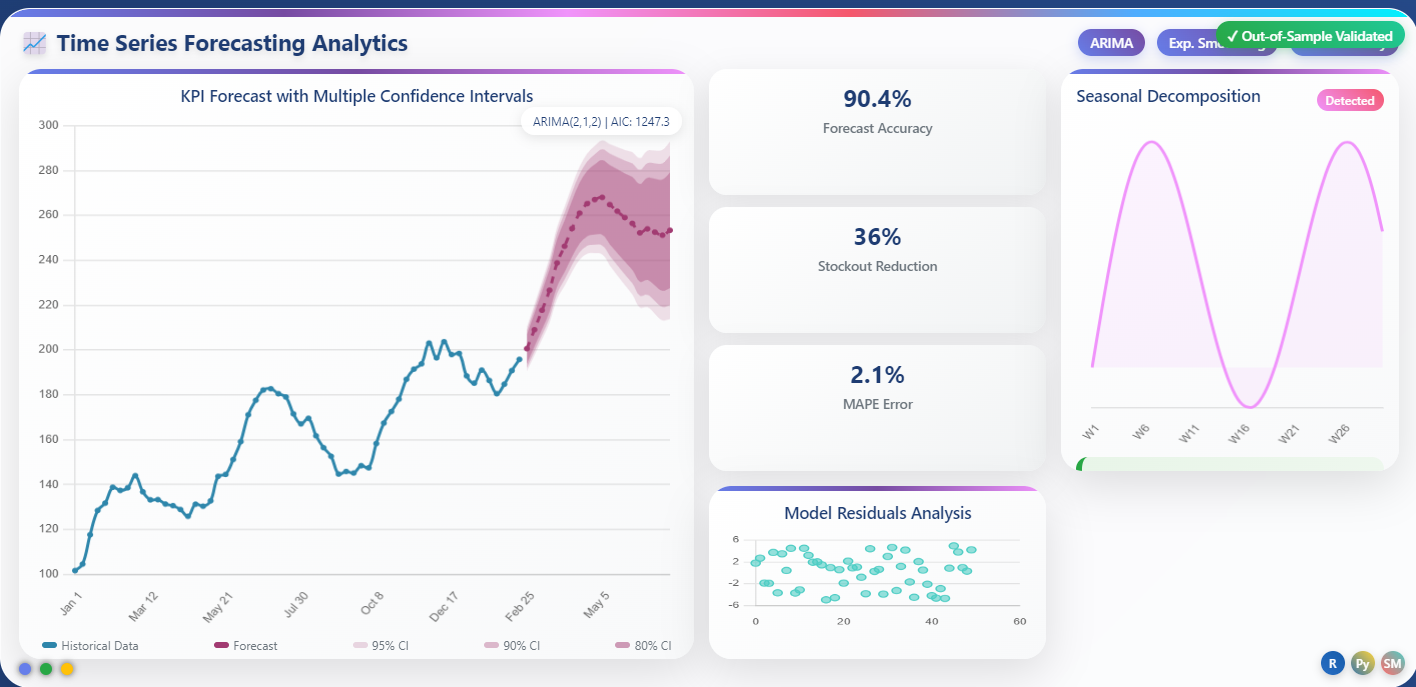 Time Series Forecasting Analytics
ARIMA
Exp.
✓ Out-of-Sample Validated
KPI Forecast with Multiple Confidence Intervals
ARIMA(2,1,2) | AIC: 1247.3
300
280
260
240
220
200
180
160
140
120
100
Jan 1
Mar 12
May 21
Jul 30
Oct 8
Dec 17
Feb 25
May 5
Historical Data
Forecast
95% CI
90% CI
80% CI
90.4%
Forecast Accuracy
36%
Stockout Reduction
2.1%
MAPE Error
Model Residuals Analysis
6
2
-2
-6
0
20
40
60
Seasonal Decomposition
Detected
W1
W6
W11
W16
W21
W26
R
Py
SM